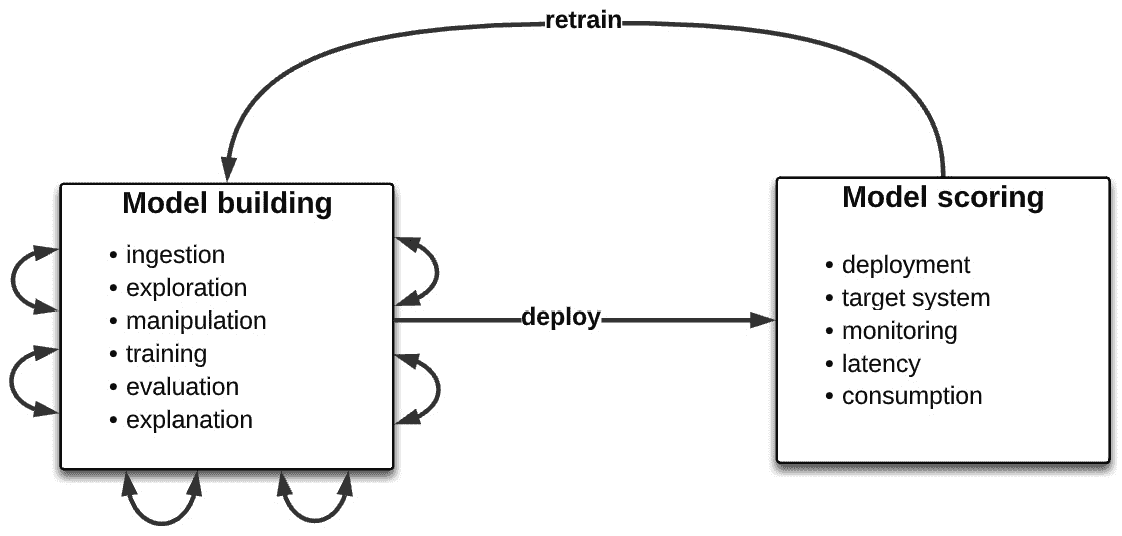 retrain
Model building
• ingestion
• exploration
• manipulation
• training
• evaluation
• explanation
deploy
Model scoring
• deployment
• target system
• monitoring
• latency
• consumption